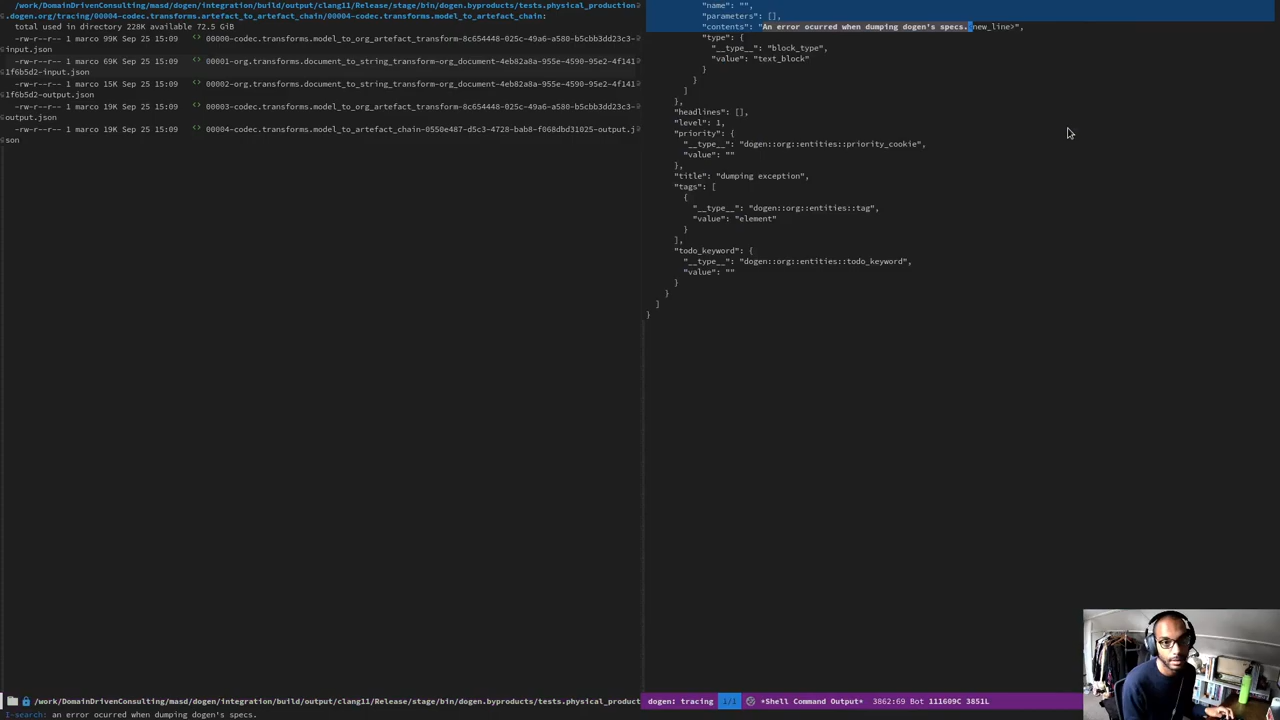 /work/DomainDrivenConsulting/masd/dogen/integration/build/output/clang11/Release/stage/bin/dogen.byproducts/tests.physical_production
.dogen_org/tracing/00004-codec.transforms.artefact_to_artefact_chain/00004-codec.transforms.model_to_artefact_chain:
total used in directory 228K available 72.5 GiB
-rw-r--r-- 1 marco 99K Sep 25 15:09 <> 00000-codec.transforms.model_to_org_artefact_transform-8c654448-025c-49a6-a580-b5cbb3dd23c3-
input.json
-rw-r--r-- 1 marco 69K Sep 25 15:09 <> 00001-org.transforms.document_to_string_transform-org_document-4eb82a8a-955e-4590-95e2-4f141
1f6b5d2-input.json
-rw-r--r-- 1 marco 15K Sep 25 15:09 <> 00002-org.transforms.document_to_string_transform-org_document-4eb82a8a-955e-4590-95e2-4f141
1f6b5d2-output.json
-rw-r--r-- 1 marco 19K Sep 25 15:09 <> 00003-codec.transforms.model_to_org_artefact_transform-8c654448-025c-49a6-a580-b5cbb3dd23c3-
output.json
-rw-r--r-- 1 marco 19K Sep 25 15:09 <> 00004-codec.transforms.model_to_artefact_chain-0550e487-d5c3-4728-bab8-f068dbd31025-output.j
son
"name": "",
"parameters": [],
"contents": "An error ocurred when dumping dogen's specs.<new_line>",
"type": {
"__type__": "block_type",
"value": "text_block"
}
}
]
},
"headlines": [],
"level": 1,
"priority": {
"__type__": "dogen::org::entities::priority_cookie",
"value": ""
},
"title": "dumping exception",
"tags": [
{
"__type__": "dogen::org::entities::tag",
"value": "element"
}
],
"todo_keyword": {
"__type__": "dogen::org::entities::todo_keyword",
"value": ""
}
}
]
}
/work/DomainDrivenConsulting/masd/dogen/integration/build/output/clang11/Release/stage/bin/dogen.byproducts/tests.physical_product
dogen: tracing 1/1 *Shell Command Output* 3862:69 Bot 111609C 3851L
I-search: an error ocurred when dumping dogen's specs.